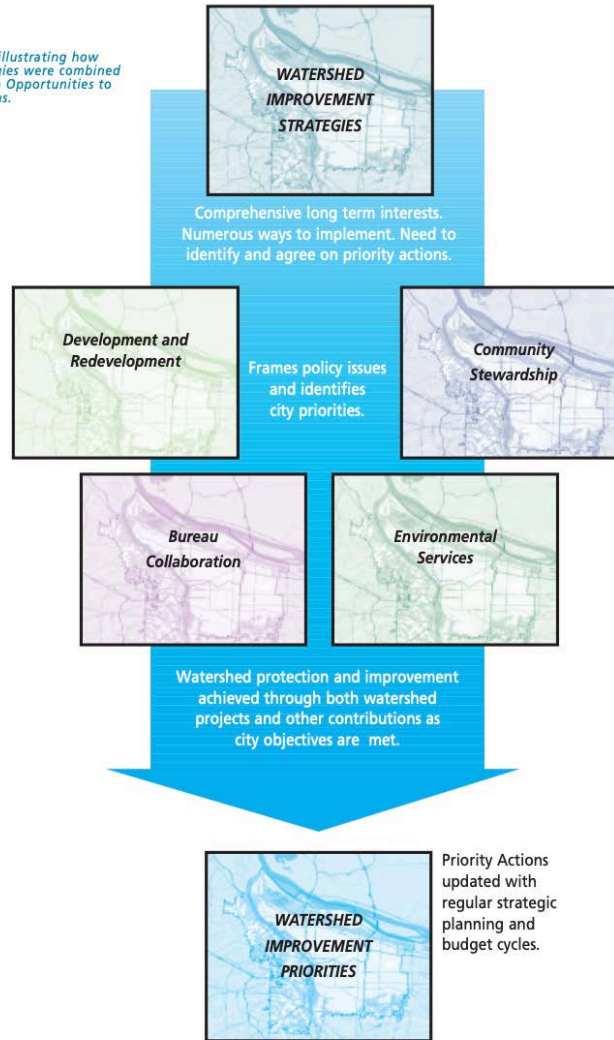 illustrating how
gies were combined
Opportunities to
WATERSHED
IMPROVEMENT
STRATEGIES
Comprehensive long term interests.
Numerous ways to implement. Need to
identify and agree on priority actions.
Development and
Redevelopment
Frames policy issues
and identifies
city priorities.
Community
Stewardship
Bureau
Collaboration
Environmental
Services
Watershed protection and improvement
achieved through both watershed
projects and other contributions as
city objectives are met.
WATERSHED
IMPROVEMENT
PRIORITIES
Priority Actions
updated with
regular strategic
planning and
budget cycles.